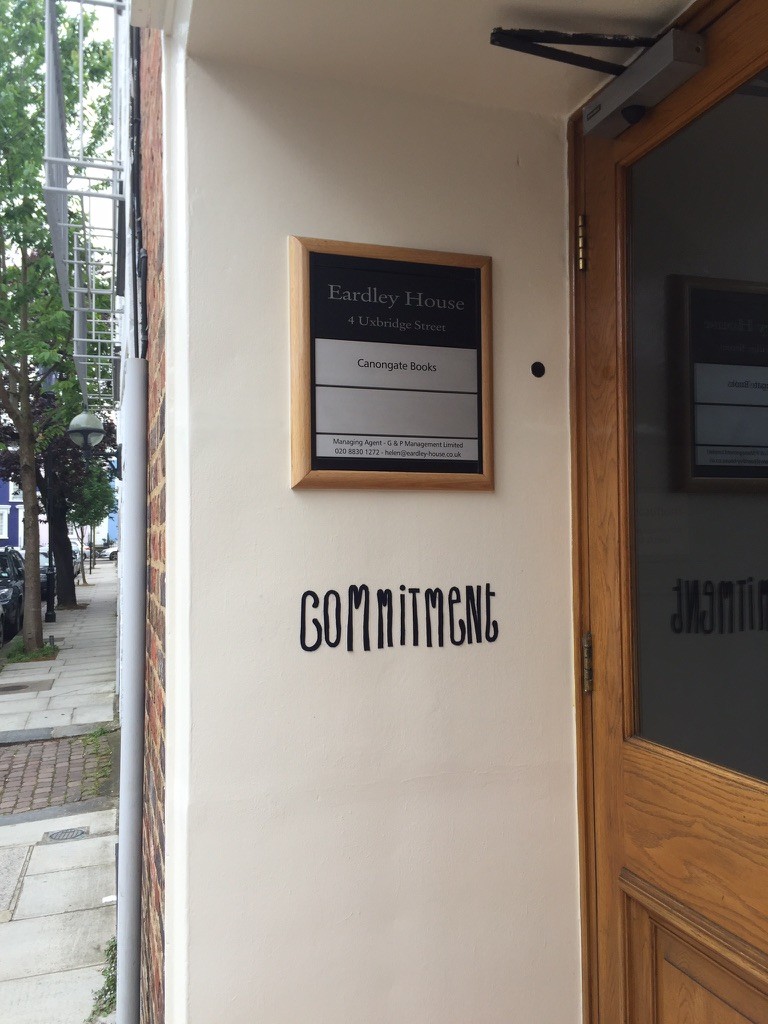 Eardley House
4 Uxbridge Street
Canongate Books
Managing Agent - G & P Management Limited
020 8830 1272 - helen@eardley-house.co.uk
COMMiTMENt